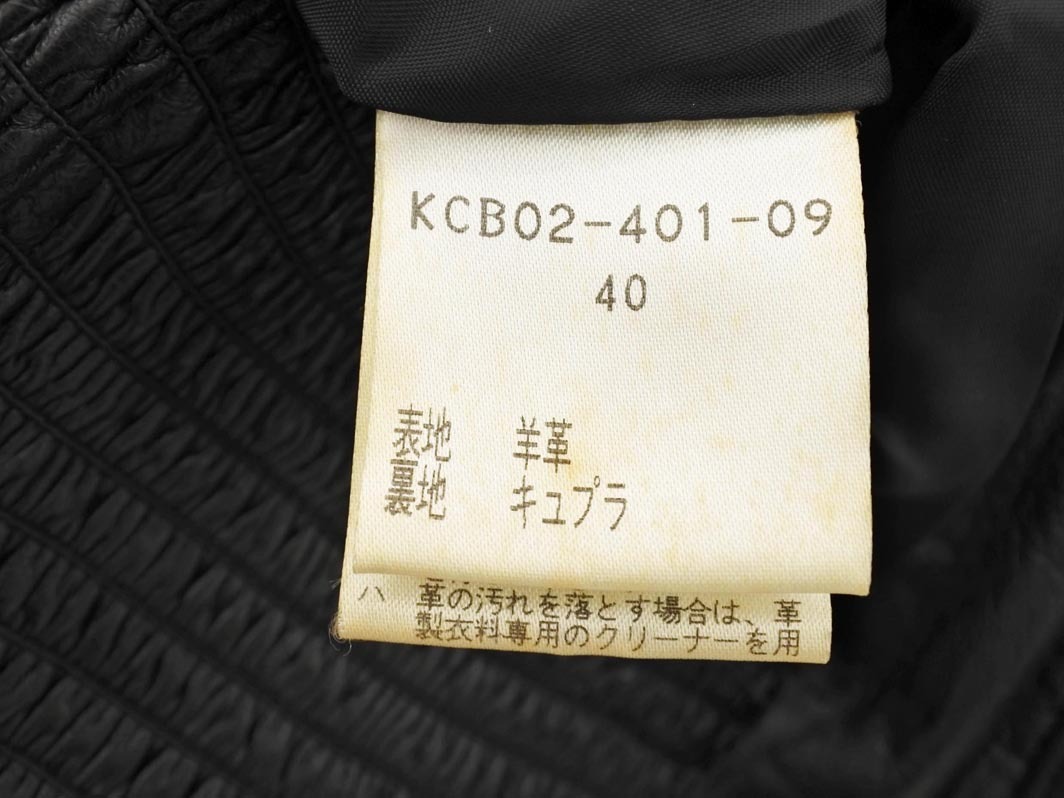 KCB02-401-09
40
表地 羊革
裏地 キュプラ
ハ 革の汚れを落とす場合は、革
製衣料専用のクリーナーを用